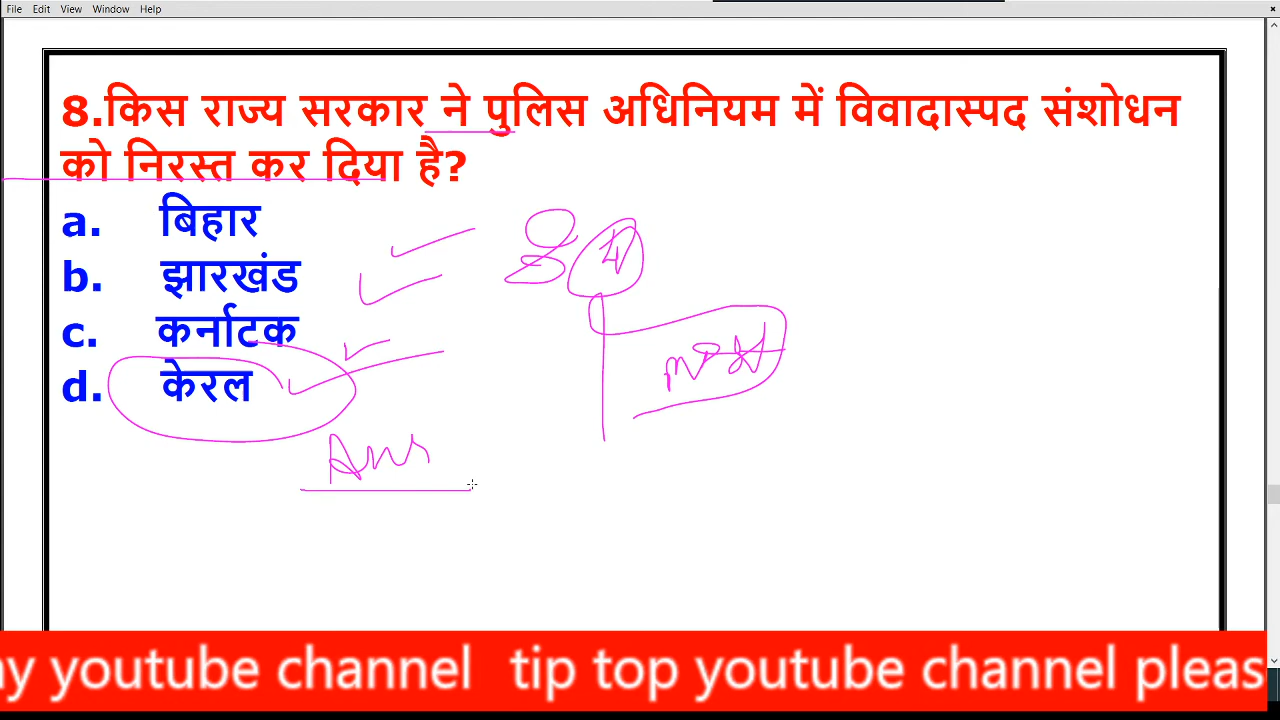 File Edit View Window Help
8.किस राज्य सरकार ने पुलिस अधिनियम में विवादास्पद संशोधन
को निरस्त कर दिया है?
a. बिहार
b. झारखंड
c. कर्नाटक
d. केरल
Ans
ny youtube channel tip top youtube channel pleas